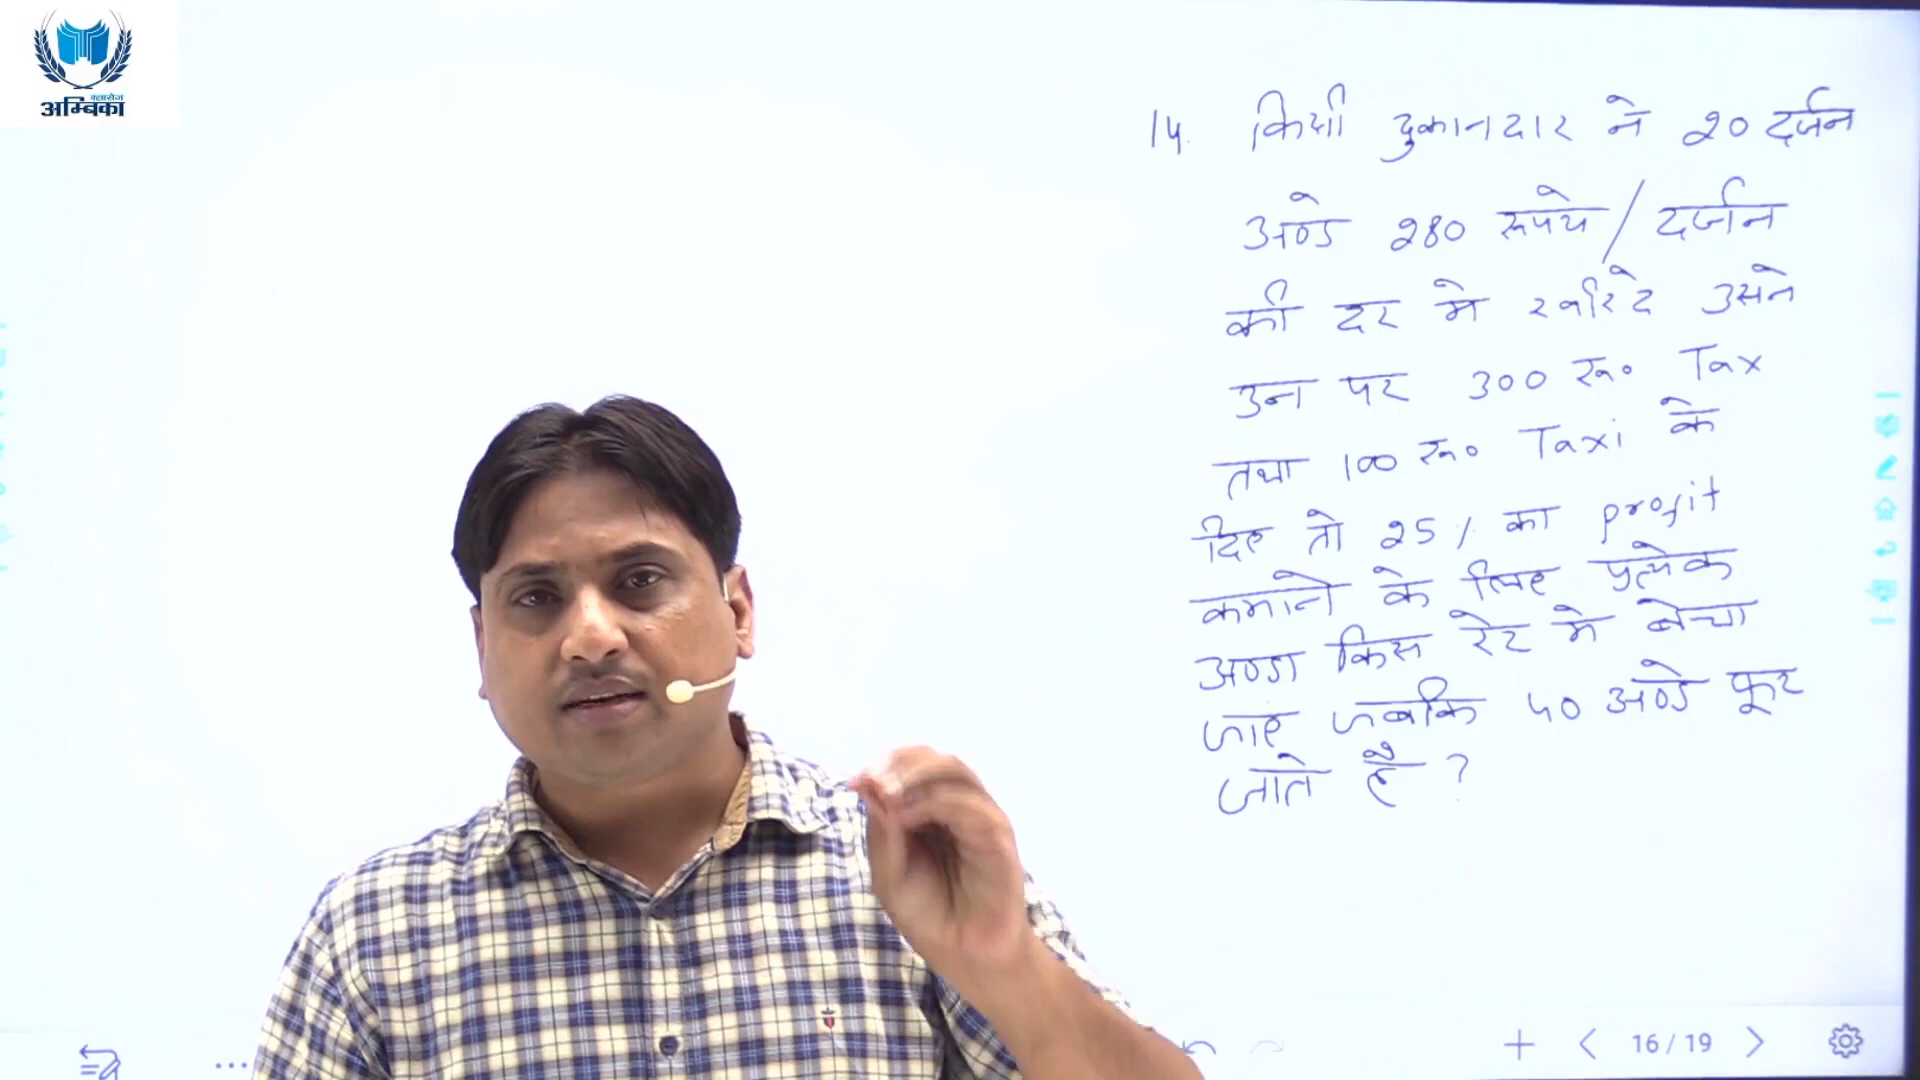 क्लासेज
अम्बिका
14. किसी दुकानदार ने 20 दर्जन
अण्डे 280 रूपये / दर्जन
की दर मे खरिदे उसने
उन पर 300 रू० Tax
तथा 100 रू० Taxi के
दिए तो 25 % का profit
कमाने के लिए प्रत्येक
अण्डा किस रेट मे बेचा
जाए जबकि 40 अण्डे फूट
जाते है ?
16 / 19